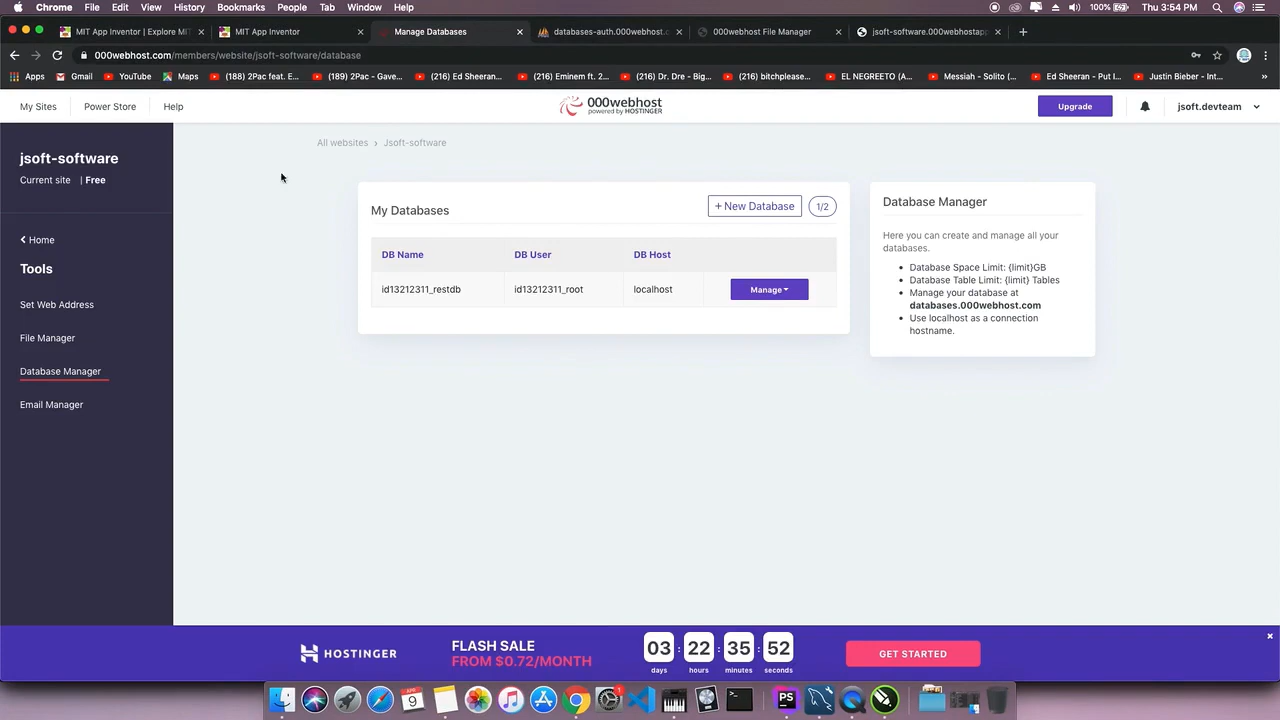 Chrome File Edit View History Bookmarks People Tab Window Help 100% Thu 3:54 PM
MIT App Inventor | Explore MIT
MIT App Inventor
Manage Databases
databases-auth.000webhost.c
000webhost File Manager
jsoft-software.000webhostapp
000webhost.com/members/website/jsoft-software/database
Apps
Gmail
YouTube
Maps
(188) 2Pac feat. E...
(189) 2Pac - Gave...
(216) Ed Sheeran...
(216) Eminem ft. 2...
(216) Dr. Dre - Big...
(216) bitchplease...
EL NEGREETO (A...
Messiah - Solito (...
Ed Sheeran - Put I...
Justin Bieber - Int...
»
My Sites
Power Store
Help
000webhost
powered by HOSTINGER
Upgrade
jsoft.devteam
jsoft-software
Current site | Free
Home
Tools
Set Web Address
File Manager
Database Manager
Email Manager
All websites › Jsoft-software
My Databases
+ New Database
1/2
DB Name DB User DB Host
id13212311_restdb id13212311_root localhost Manage
Database Manager
Here you can create and manage all your
databases.
• Database Space Limit: {limit}GB
• Database Table Limit: {limit} Tables
• Manage your database at
databases.000webhost.com
• Use localhost as a connection
hostname.
HOSTINGER
FLASH SALE
FROM $0.72/MONTH
03 : 22 : 35 : 52
days hours minutes seconds
GET STARTED
×
APR
9
1
PS